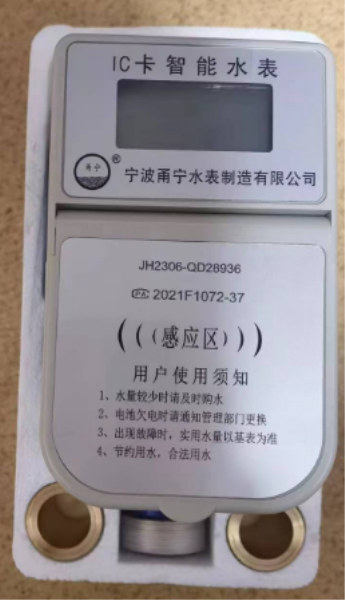 IC卡智能水表
甬宁
®
宁波甬宁水表制造有限公司
JH2306-QD28936
CPA 2021F1072-37
(((感应区)))
用户使用须知
1、水量较少时请及时购水
2、电池欠电时请通知管理部门更换
3、出现故障时，实用水量以基表为准
4、节约用水，合法用水